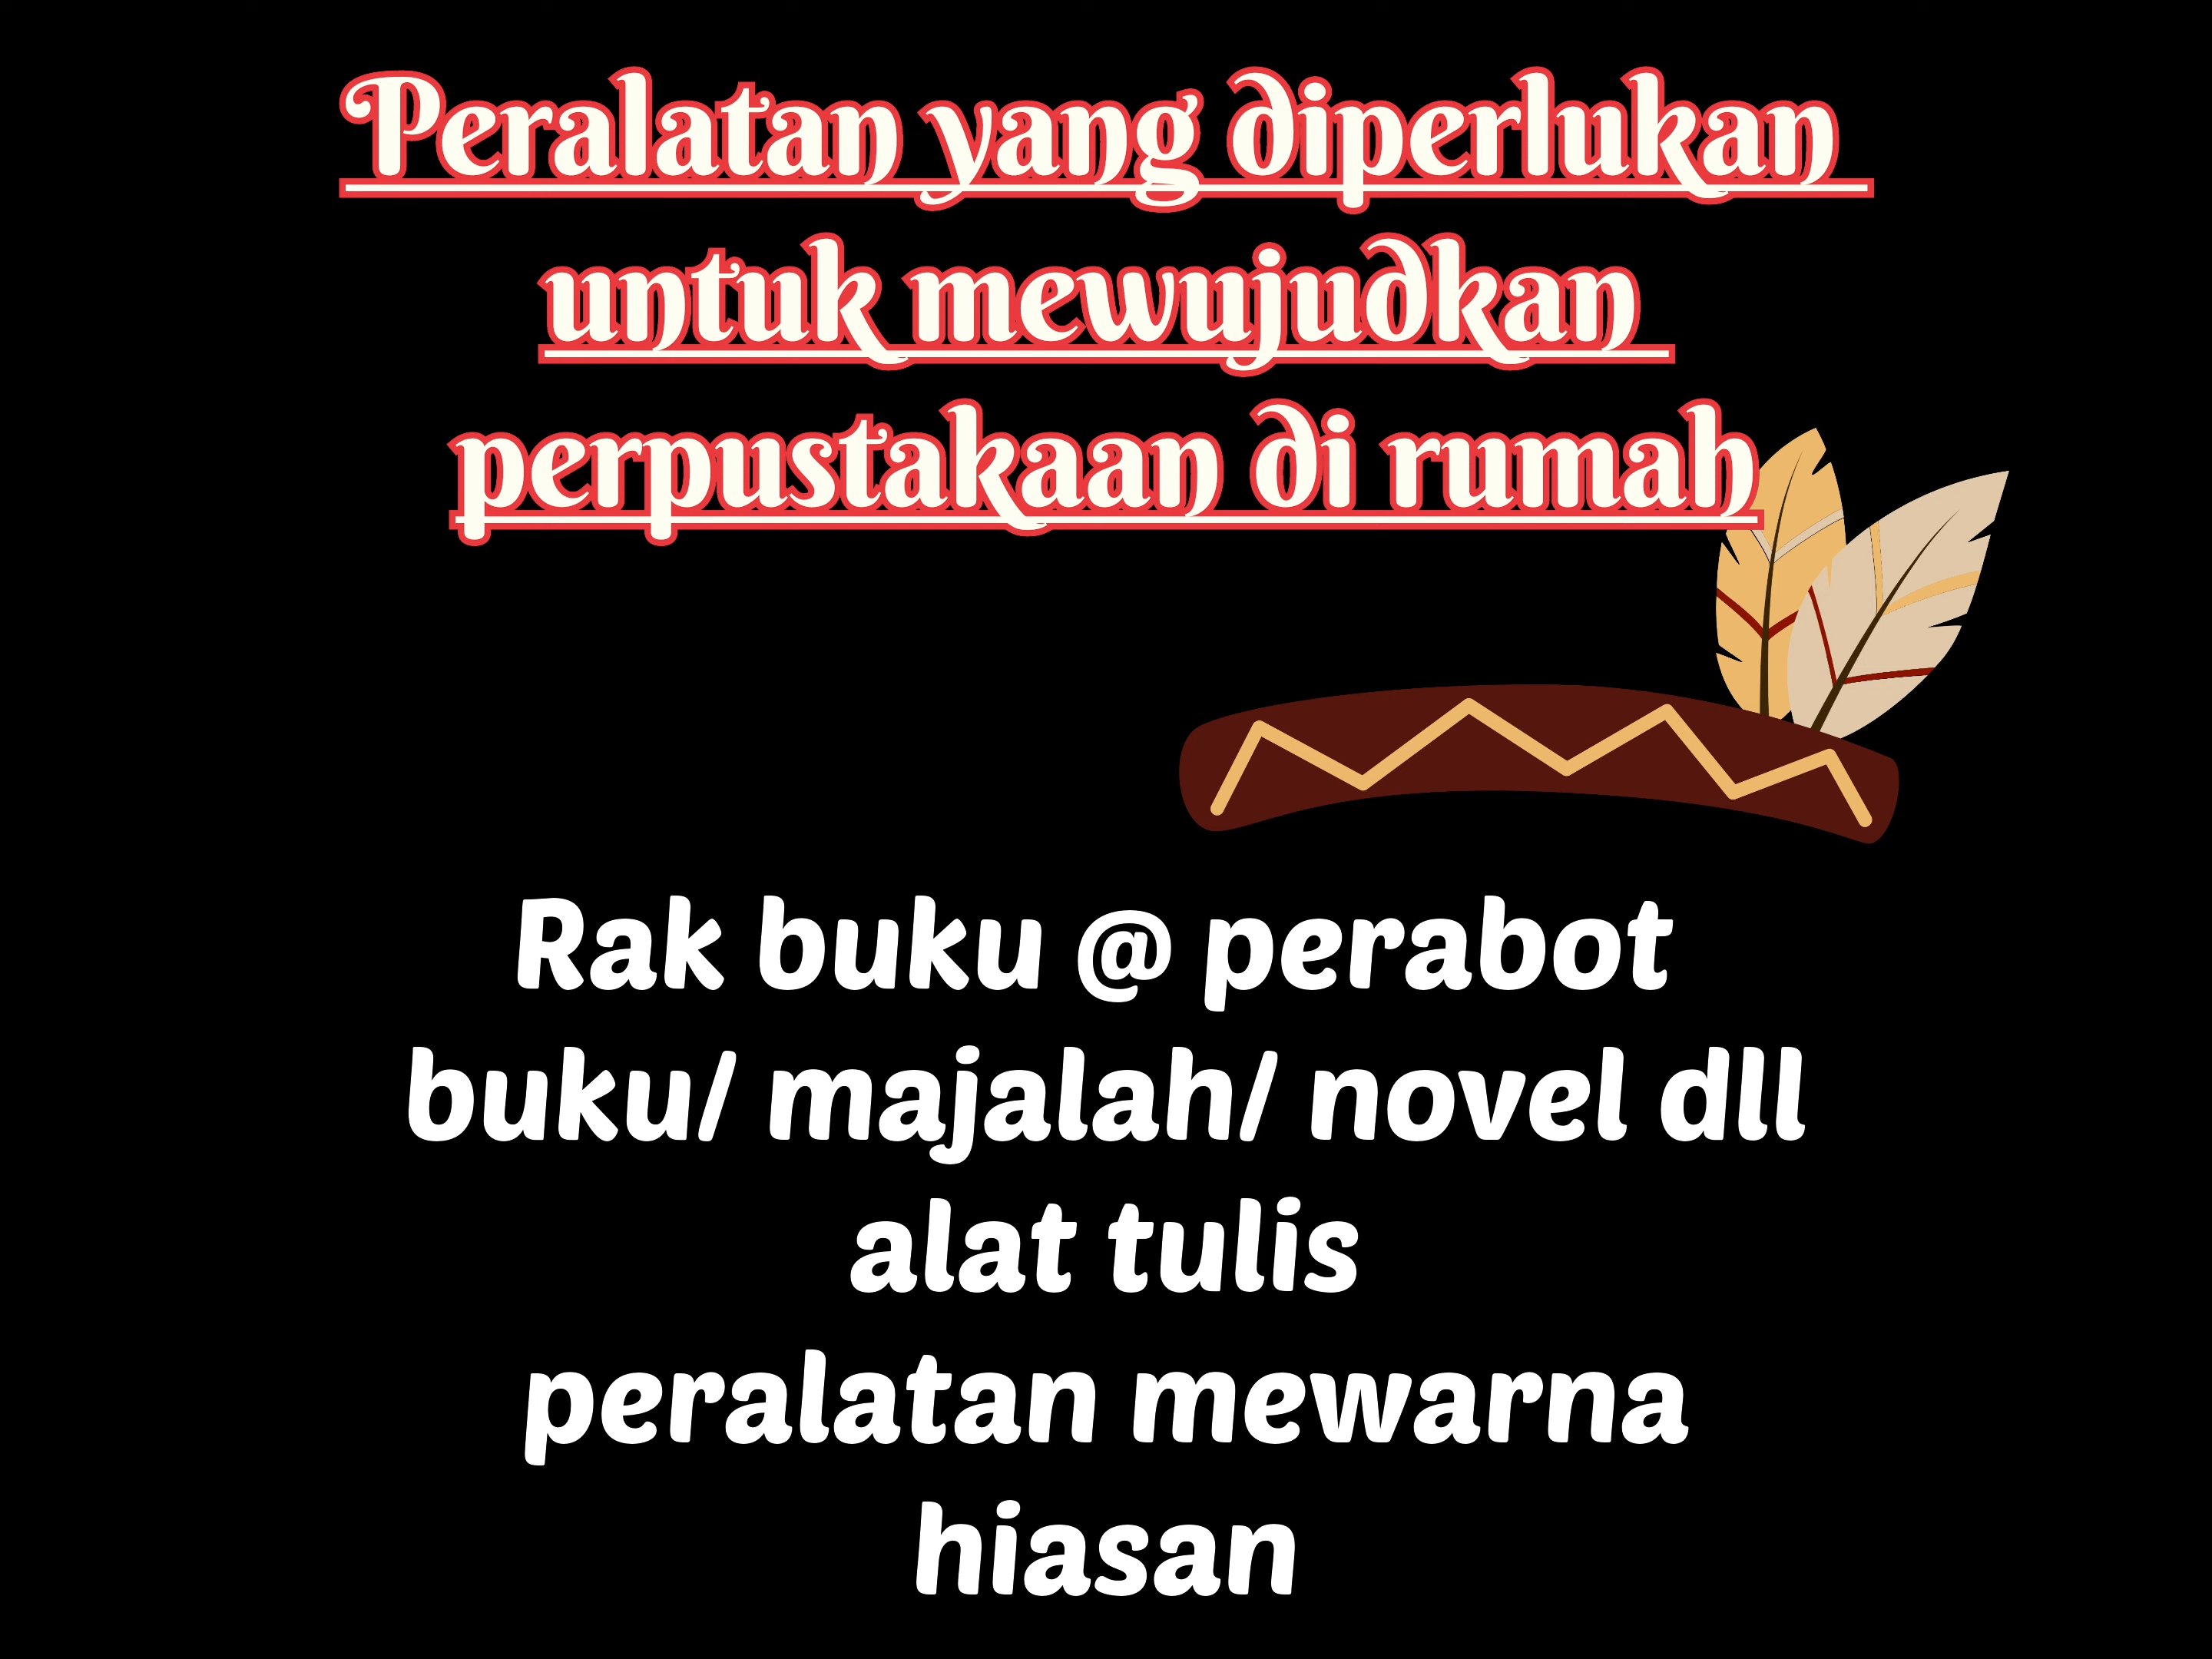 Peralatan yang diperlukan
untuk mewujudkan
perpustakaan di rumah
Rak buku @ perabot
buku/ majalah/ novel dll
alat tulis
peralatan mewarna
hiasan